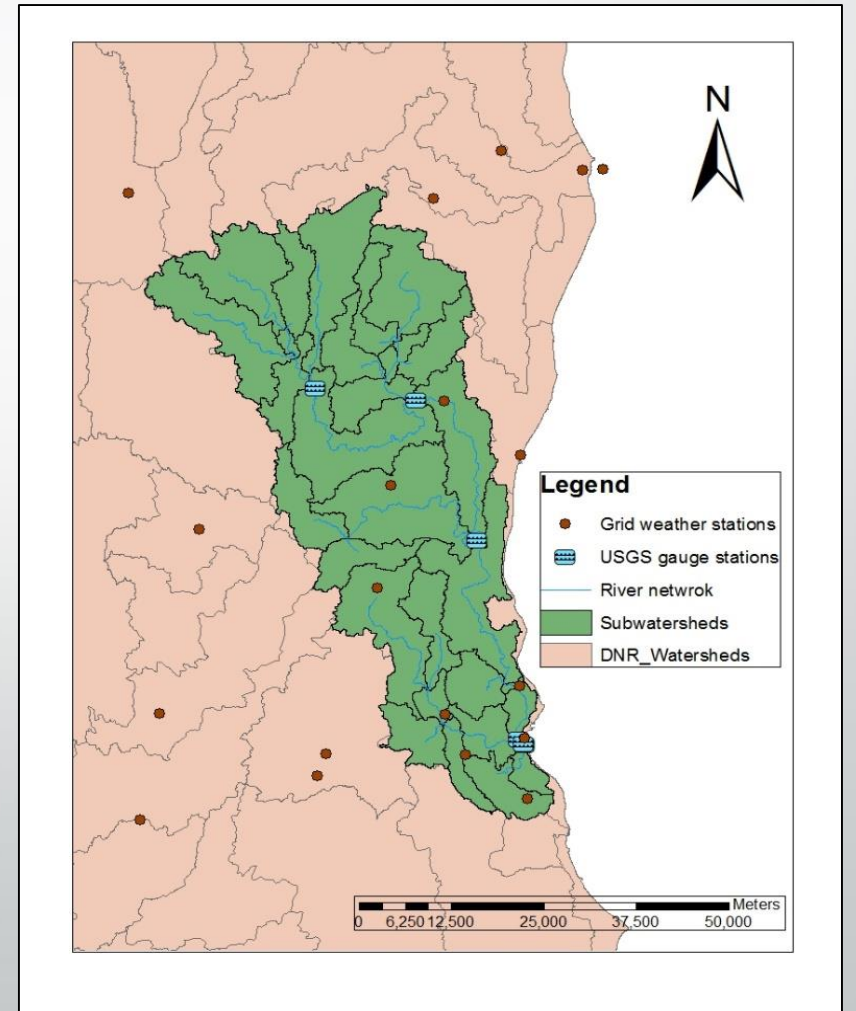 N
Legend
Grid weather stations
USGS gauge stations
River netwrok
Subwatersheds
DNR_Watersheds
Meters
0 6,250 12,500 25,000 37,500 50,000